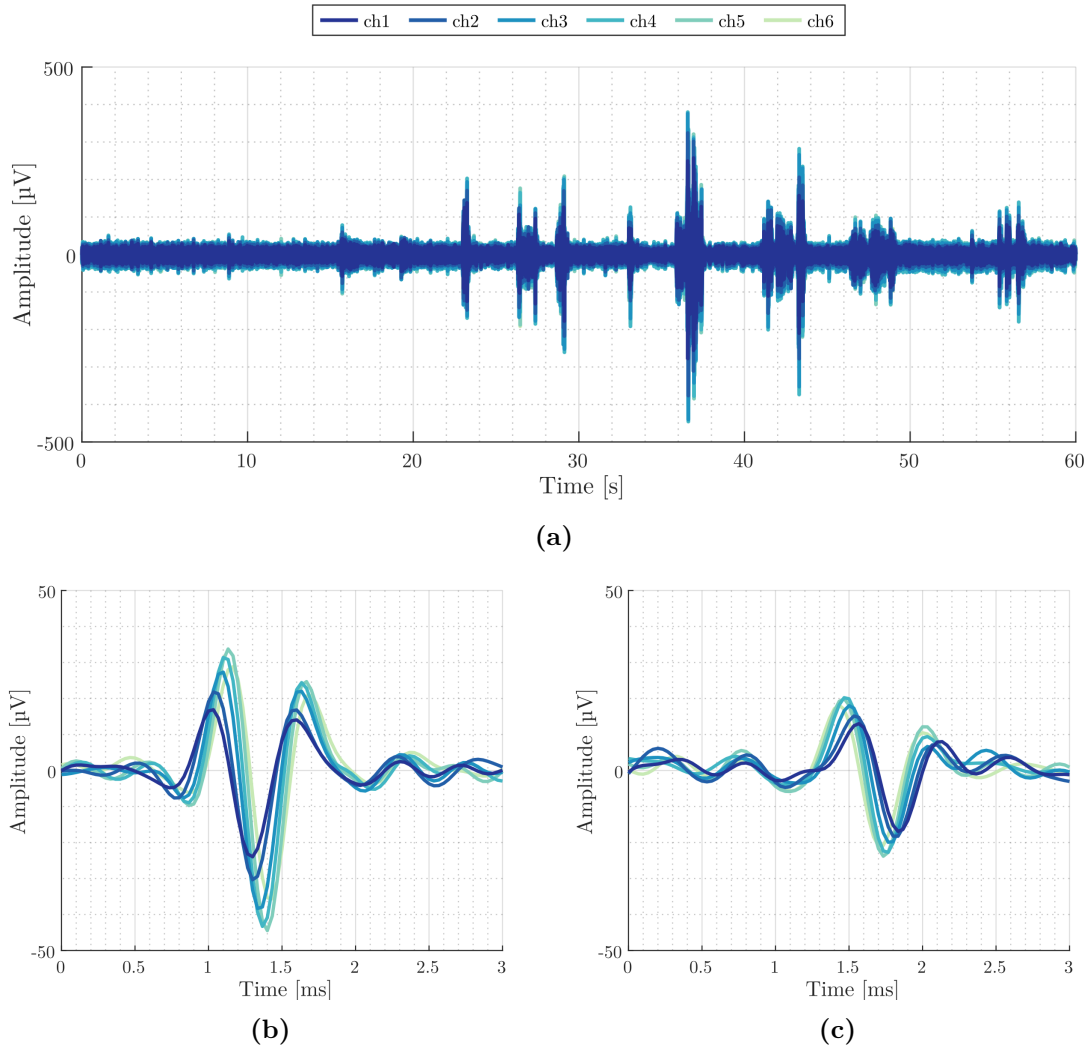 ch1 ch2 ch3 ch4 ch5 ch6
500
0
-500
Amplitude [µV]
0 10 20 30 40 50 60
Time [s]
(a)
50
0
-50
Amplitude [µV]
0 0.5 1 1.5 2 2.5 3
Time [ms]
(b)
50
0
-50
Amplitude [µV]
0 0.5 1 1.5 2 2.5 3
Time [ms]
(c)